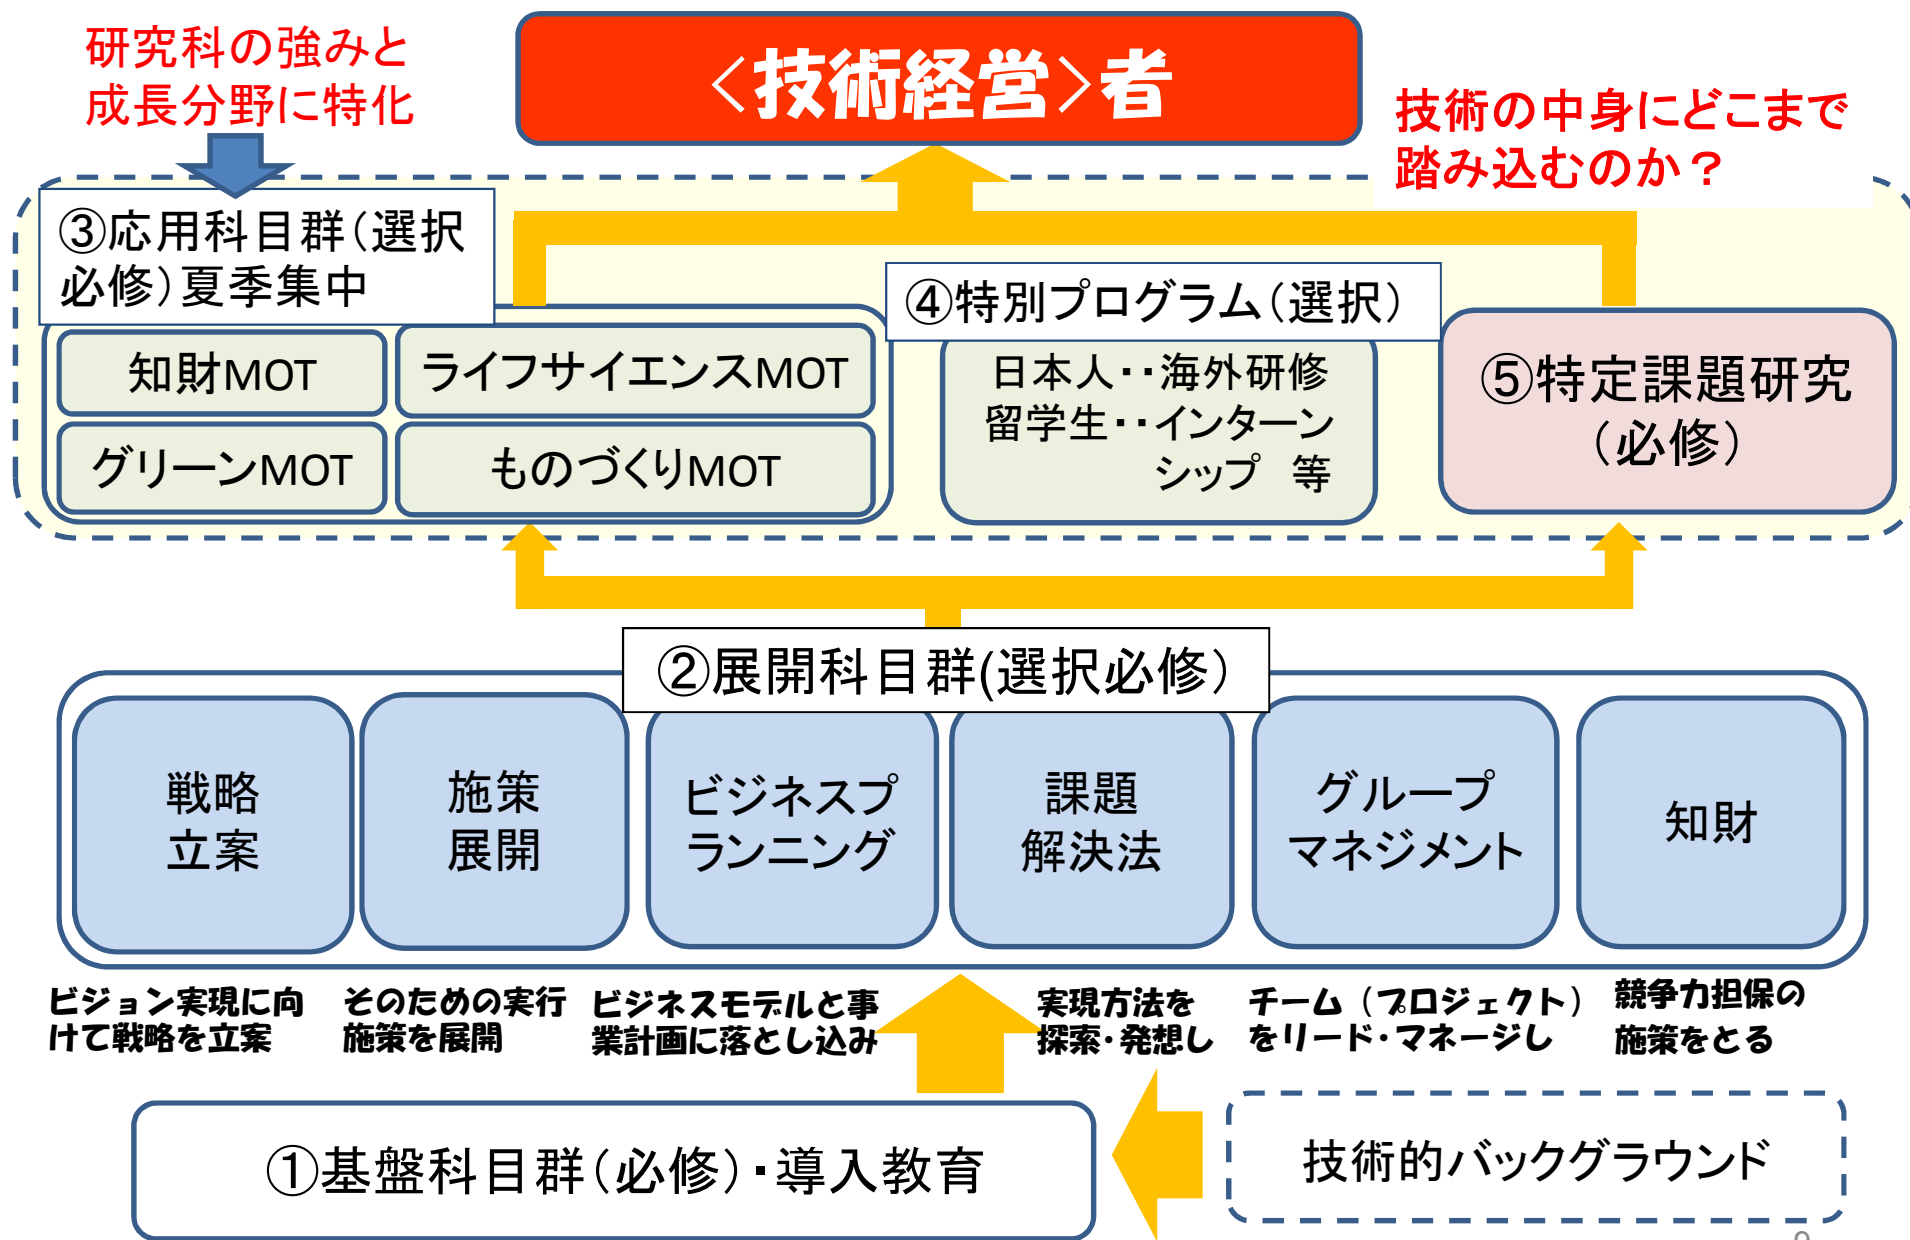 研究科の強みと
成長分野に特化
<技術経営>者
技術の中身にどこまで
踏み込むのか？
③応用科目群（選択
必修）夏季集中
④特別プログラム（選択）
知財MOT
ライフサイエンスMOT
グリーンMOT
ものづくりMOT
日本人・・海外研修
留学生・・インターン
シップ　等
⑤特定課題研究
（必修）
②展開科目群(選択必修）
戦略
立案
施策
展開
ビジネスプ
ランニング
課題
解決法
グループ
マネジメント
知財
ビジョン実現に向
けて戦略を立案
そのための実行
施策を展開
ビジネスモデルと事
業計画に落とし込み
実現方法を
探索・発想し
チーム（プロジェクト）
をリード・マネージし
競争力担保の
施策をとる
①基盤科目群（必修）・導入教育
技術的バックグラウンド